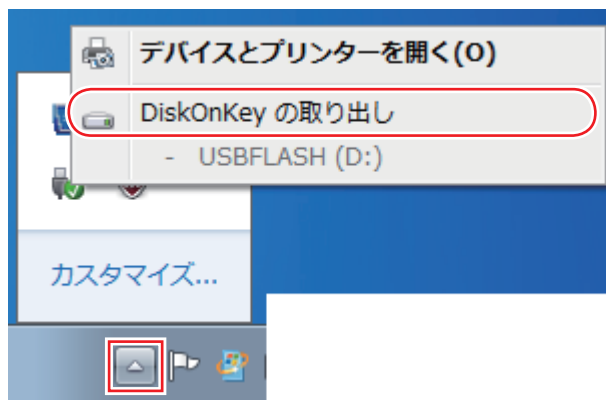 デバイスとプリンターを開く(O)
DiskOnKey の取り出し
- USBFLASH (D:)
カスタマイズ...